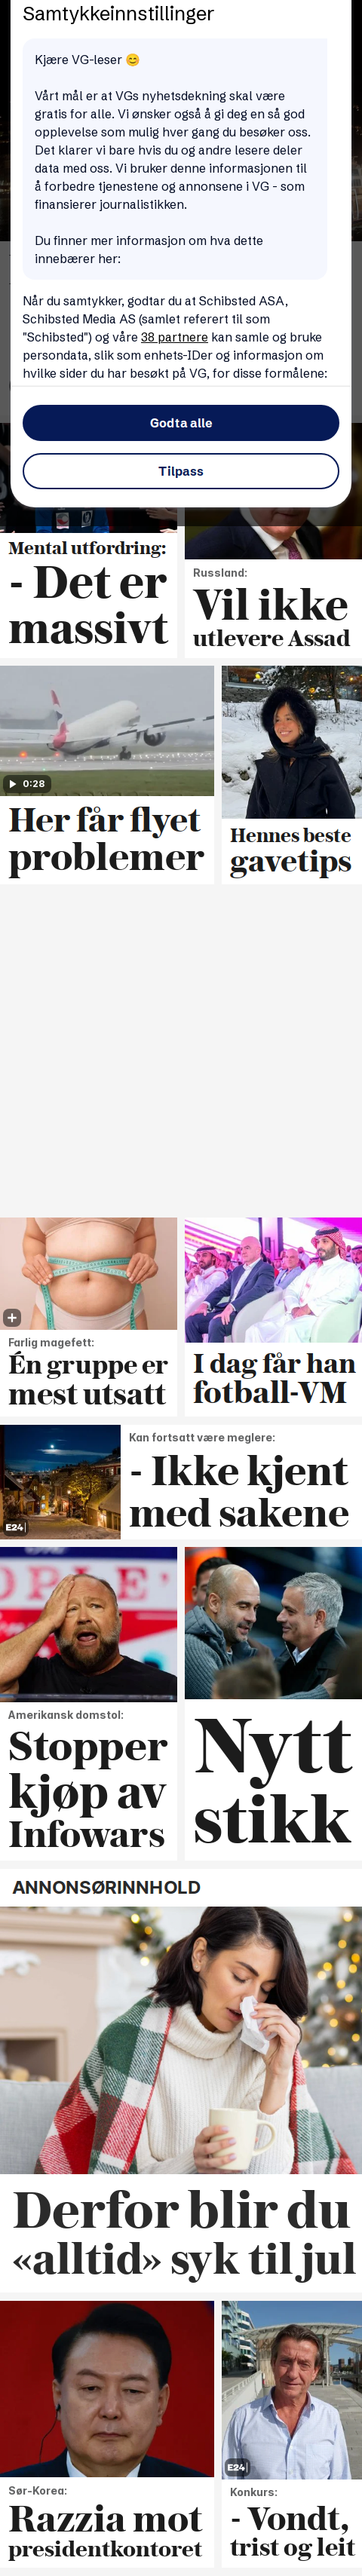 Samtykkeinnstillinger
Kjære VG-leser 😊
Vårt mål er at VGs nyhetsdekning skal være
gratis for alle. Vi ønsker også å gi deg en så god
opplevelse som mulig hver gang du besøker oss.
Det klarer vi bare hvis du og andre lesere deler
data med oss. Vi bruker denne informasjonen til
å forbedre tjenestene og annonsene i VG - som
finansierer journalistikken.
Du finner mer informasjon om hva dette
innebærer her:
Når du samtykker, godtar du at Schibsted ASA,
Schibsted Media AS (samlet referert til som
"Schibsted") og våre 38 partnere kan samle og bruke
persondata, slik som enhets-IDer og informasjon om
hvilke sider du har besøkt på VG, for disse formålene:
Godta alle
Tilpass
Mental utfordring:
- Det er
massivt
Russland:
Vil ikke
utlevere Assad
0:28
Her får flyet
problemer
Hennes beste
gavetips
Farlig magefett:
Én gruppe er
mest utsatt
I dag får han
fotball-VM
E24
Kan fortsatt være meglere:
- Ikke kjent
med sakene
Amerikansk domstol:
Stopper
kjøp av
Infowars
Nytt
stikk
ANNONSØRINNHOLD
Derfor blir du
«alltid» syk til jul
Sør-Korea:
Razzia mot
presidentkontoret
E24
Konkurs:
- Vondt,
trist og leit